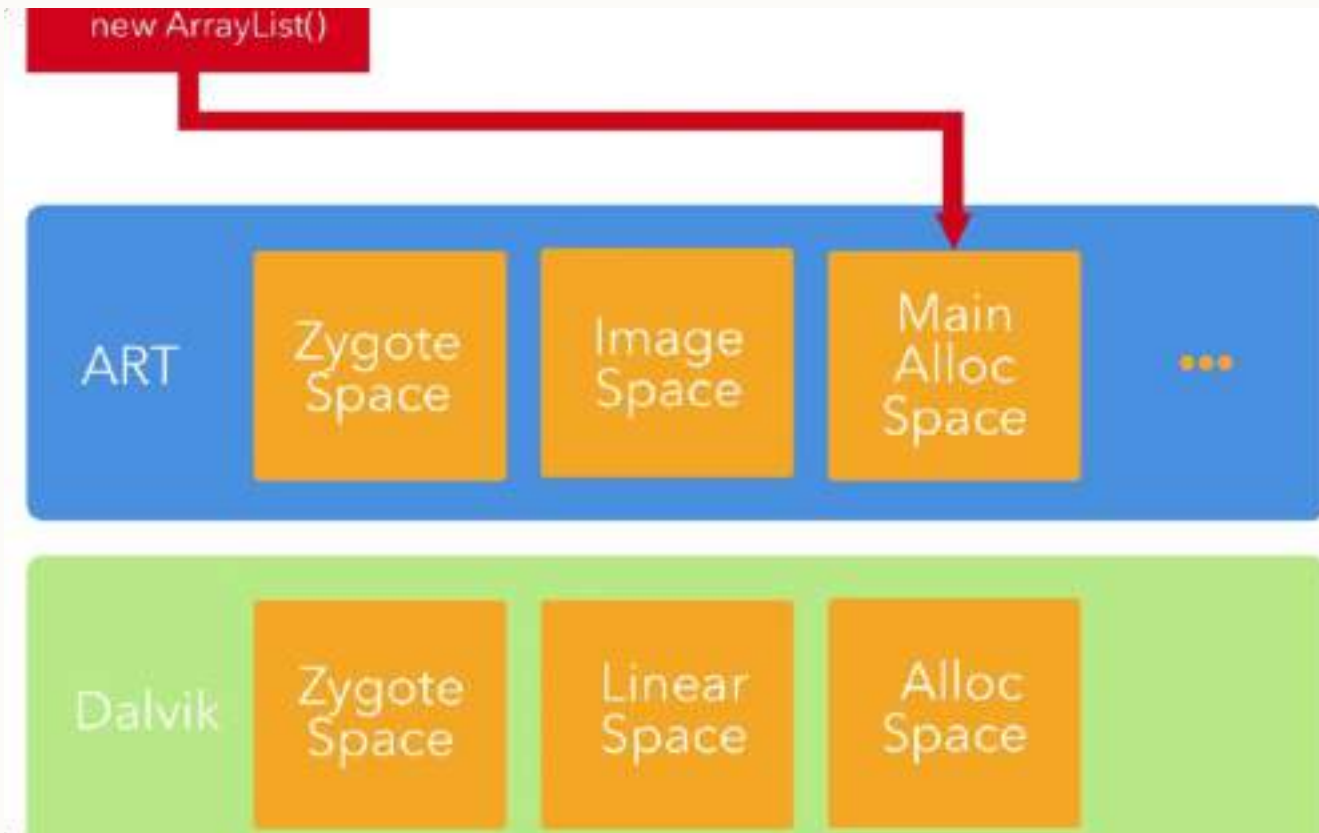 new ArrayList()
ART
Zygote
Space
Image
Space
Main
Alloc
Space
Dalvik
Zygote
Space
Linear
Space
Alloc
Space